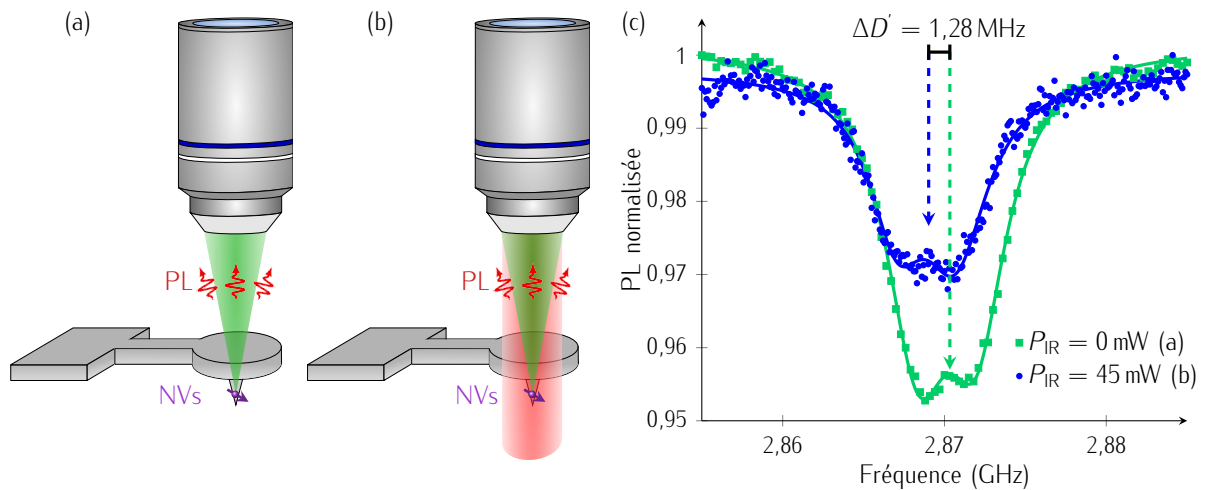 (a)
PL
NVs
(b)
PL
NVs
(c)
ΔD′ = 1,28 MHz
PL normalisée
1
0,99
0,98
0,97
0,96
0,95
P_IR = 0 mW (a)
P_IR = 45 mW (b)
2,86
2,87
2,88
Fréquence (GHz)